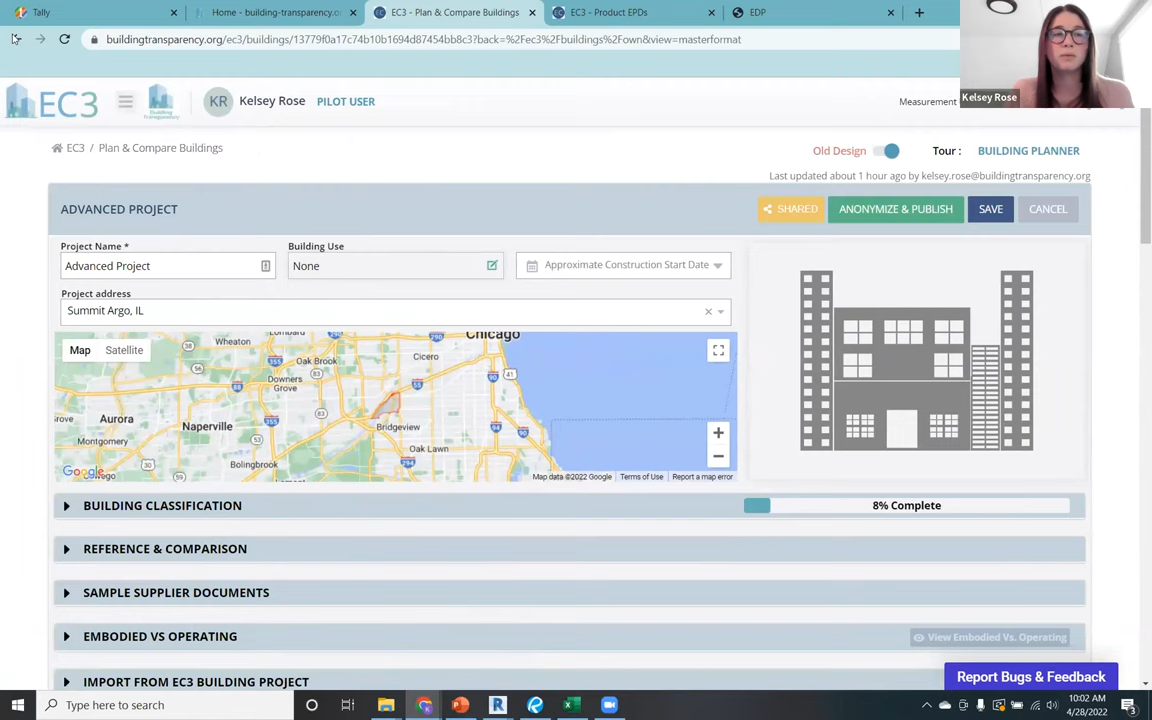 Tally
Home - building-transparency.o
EC3 - Plan & Compare Buildings
EC3 - Product EPDs
EDP
buildingtransparency.org/ec3/buildings/13779f0a17c74b10b1694d87454bb8c3?back=%2Fec3%2Fbuildings%2Fown&view=masterformat
Kelsey Rose
EC3
Building Transparency
KR
Kelsey Rose
PILOT USER
Measurement
EC3 / Plan & Compare Buildings
Old Design
Tour :
BUILDING PLANNER
Last updated about 1 hour ago by kelsey.rose@buildingtransparency.org
ADVANCED PROJECT
SHARED
ANONYMIZE & PUBLISH
SAVE
CANCEL
Project Name *
Building Use
Advanced Project
None
Approximate Construction Start Date
Project address
Summit Argo, IL
Map
Satellite
Lombard
Wheaton
Chicago
Oak Brook
Cicero
Downers Grove
Aurora
Naperville
Bridgeview
Montgomery
Oak Lawn
Bolingbrook
Oswego
Google
Map data ©2022 Google
Terms of Use
Report a map error
BUILDING CLASSIFICATION
8% Complete
REFERENCE & COMPARISON
SAMPLE SUPPLIER DOCUMENTS
EMBODIED VS OPERATING
View Embodied Vs. Operating
IMPORT FROM EC3 BUILDING PROJECT
Report Bugs & Feedback
Type here to search
10:02 AM
4/28/2022
3